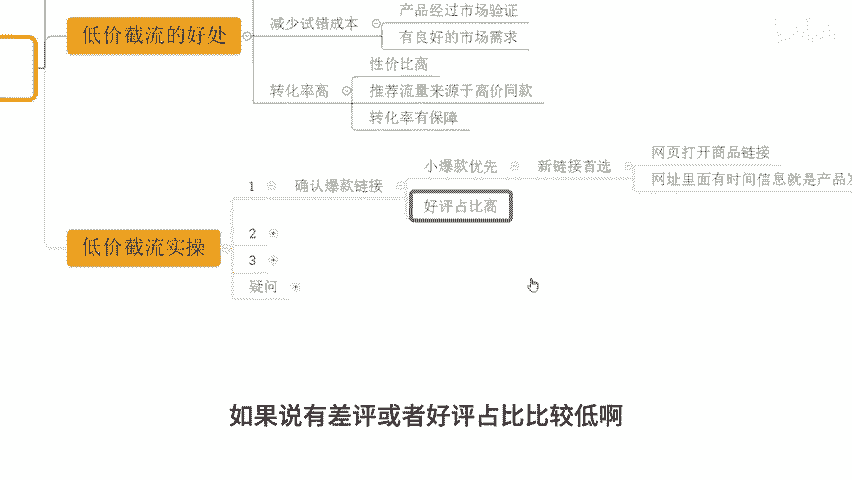 产品经过市场验证
减少试错成本
低价截流的好处
有良好的市场需求
性价比高
转化率高
推荐流量来源于高价同款
转化率有保障
网页打开商品链接
小爆款优先
新链接首选
1
确认爆款链接
网址里面有时间信息就是产品
好评占比高
2
低价截流实操
3
疑问
如果说有差评或者好评占比比较低啊